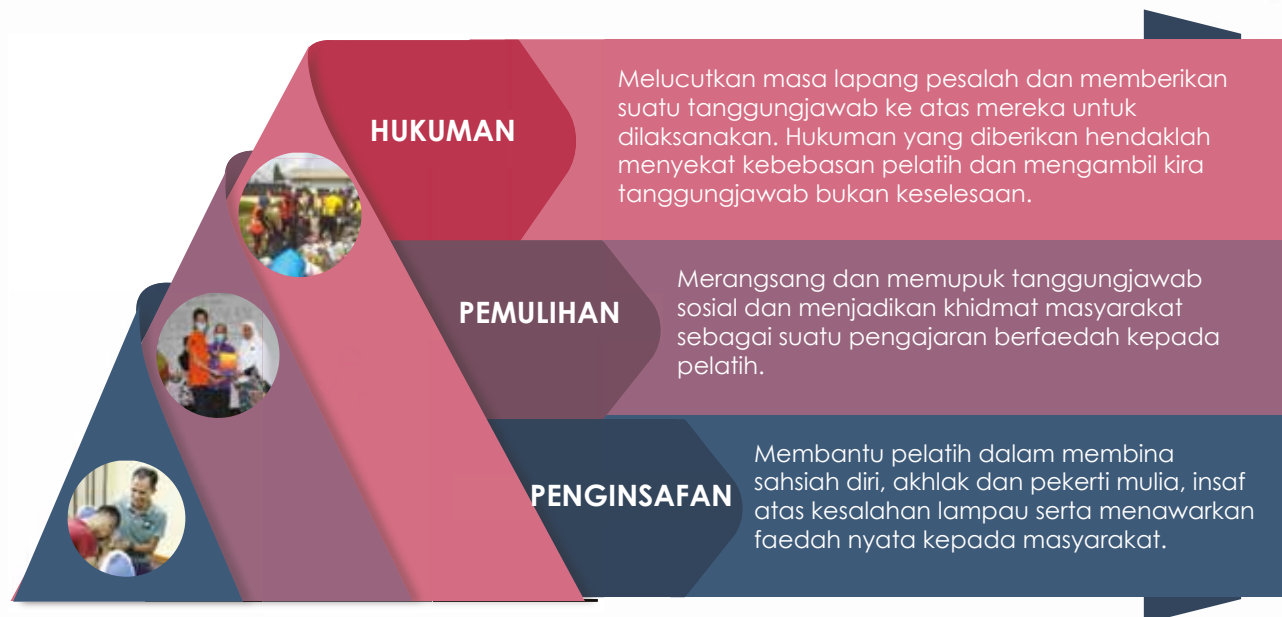 HUKUMAN
Melucutkan masa lapang pesalah dan memberikan
suatu tanggungjawab ke atas mereka untuk
dilaksanakan. Hukuman yang diberikan hendaklah
menyekat kebebasan pelatih dan mengambil kira
tanggungjawab bukan keselesaan.
PEMULIHAN
Merangsang dan memupuk tanggungjawab
sosial dan menjadikan khidmat masyarakat
sebagai suatu pengajaran berfaedah kepada
pelatih.
PENGINSAFAN
Membantu pelatih dalam membina
sahsiah diri, akhlak dan pekerti mulia, insaf
atas kesalahan lampau serta menawarkan
faedah nyata kepada masyarakat.